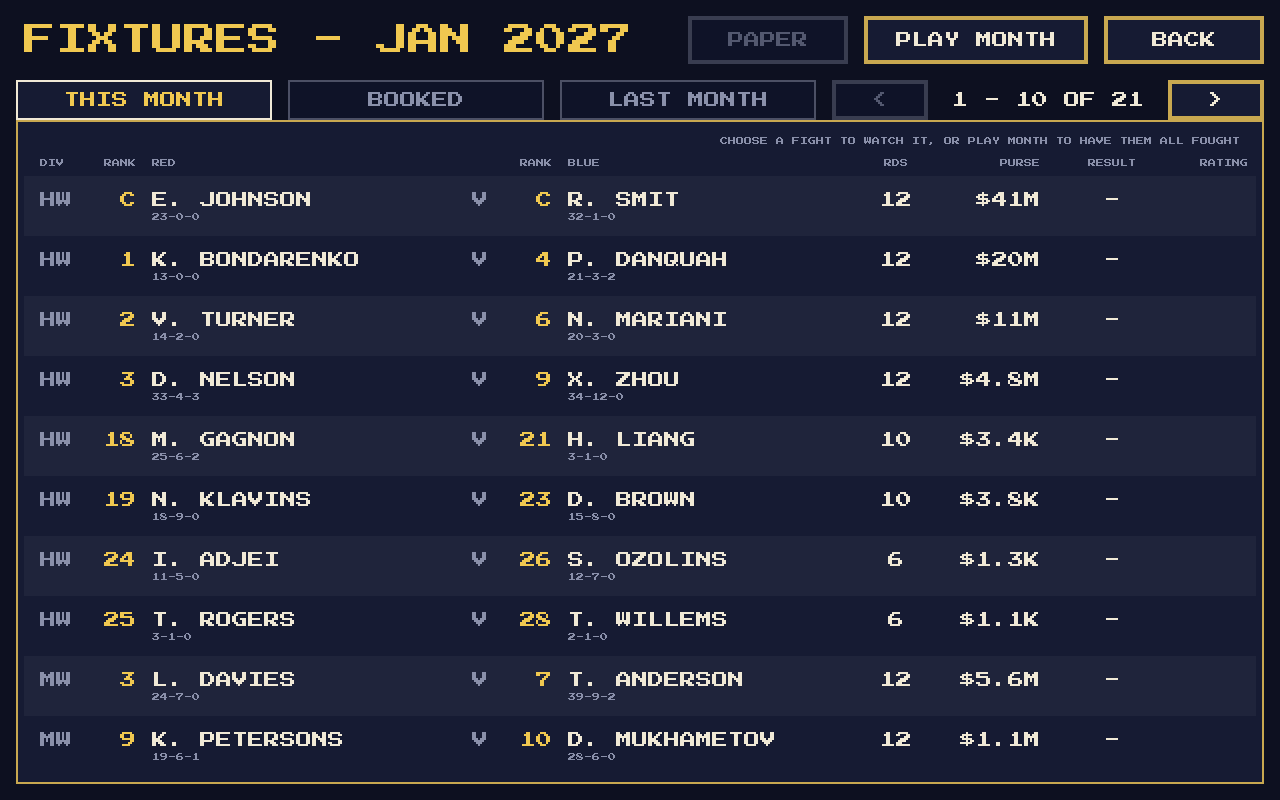 FIXTURES - JAN 2027 PAPER PLAY MONTH BACK
THIS MONTH BOOKED LAST MONTH < 1 - 10 OF 21 >
CHOOSE A FIGHT TO WATCH IT, OR PLAY MONTH TO HAVE THEM ALL FOUGHT
DIV RANK RED RANK BLUE RDS PURSE RESULT RATING
HW C E. JOHNSON V C R. SMIT 12 $41M -
23-0-0 32-1-0
HW 1 K. BONDARENKO V 4 P. DANQUAH 12 $20M -
13-0-0 21-3-2
HW 2 V. TURNER V 6 N. MARIANI 12 $11M -
14-2-0 20-3-0
HW 3 D. NELSON V 9 X. ZHOU 12 $4.8M -
33-4-3 34-12-0
HW 18 M. GAGNON V 21 H. LIANG 10 $3.4K -
25-6-2 3-1-0
HW 19 N. KLAVINS V 23 D. BROWN 10 $3.8K -
18-9-0 15-8-0
HW 24 I. ADJEI V 26 S. OZOLINS 6 $1.3K -
11-5-0 12-7-0
HW 25 T. ROGERS V 28 T. WILLEMS 6 $1.1K -
3-1-0 2-1-0
MW 3 L. DAVIES V 7 T. ANDERSON 12 $5.6M -
24-7-0 39-9-2
MW 9 K. PETERSONS V 10 D. MUKHAMETOV 12 $1.1M -
19-6-1 28-6-0